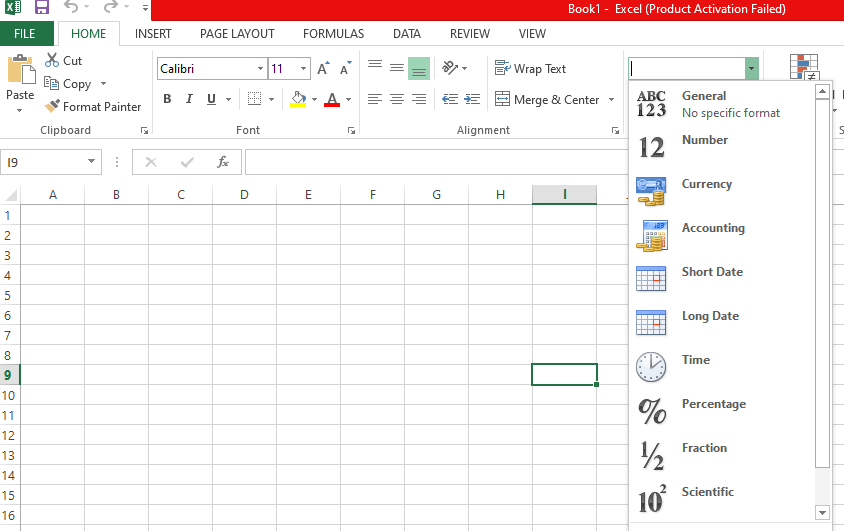 Book1 - Excel (Product Activation Failed)
FILE HOME INSERT PAGE LAYOUT FORMULAS DATA REVIEW VIEW
Paste
Cut
Copy
Format Painter
Clipboard
Calibri 11
B I U
Font
Wrap Text
Merge & Center
Alignment
I9
fx
A B C D E F G H I
1
2
3
4
5
6
7
8
9
10
11
12
13
14
15
16
ABC
123
General
No specific format
12
Number
Currency
Accounting
Short Date
Long Date
Time
%
Percentage
1/2
Fraction
10²
Scientific